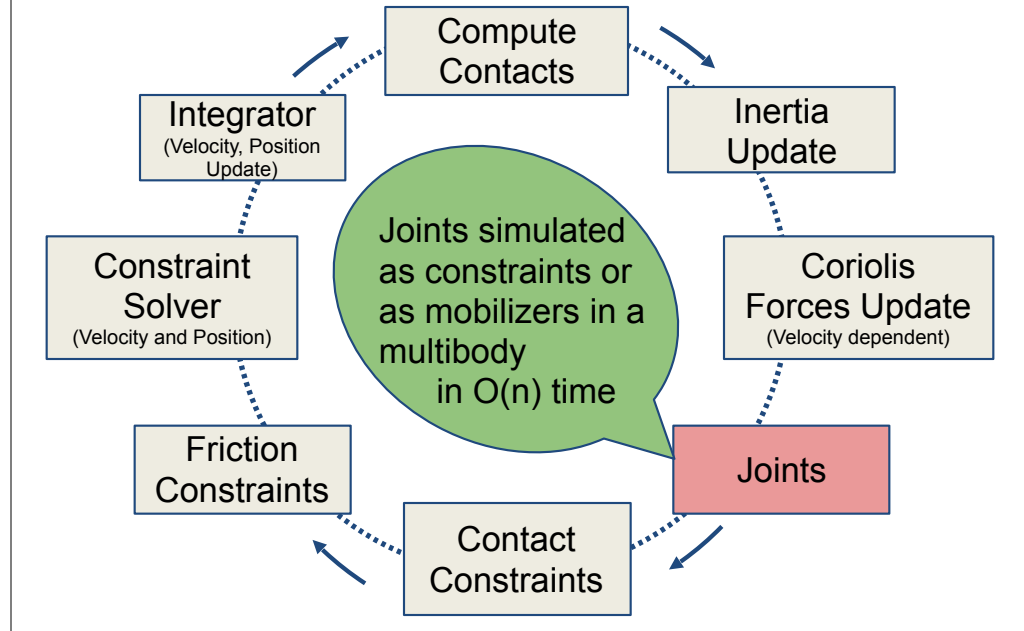 Compute
Contacts
Inertia
Update
Coriolis
Forces Update
(Velocity dependent)
Joints
Contact
Constraints
Friction
Constraints
Constraint
Solver
(Velocity and Position)
Integrator
(Velocity, Position
Update)
Joints simulated
as constraints or
as mobilizers in a
multibody
in O(n) time